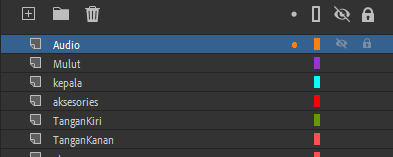 Audio
Mulut
kepala
aksesories
TanganKiri
TanganKanan